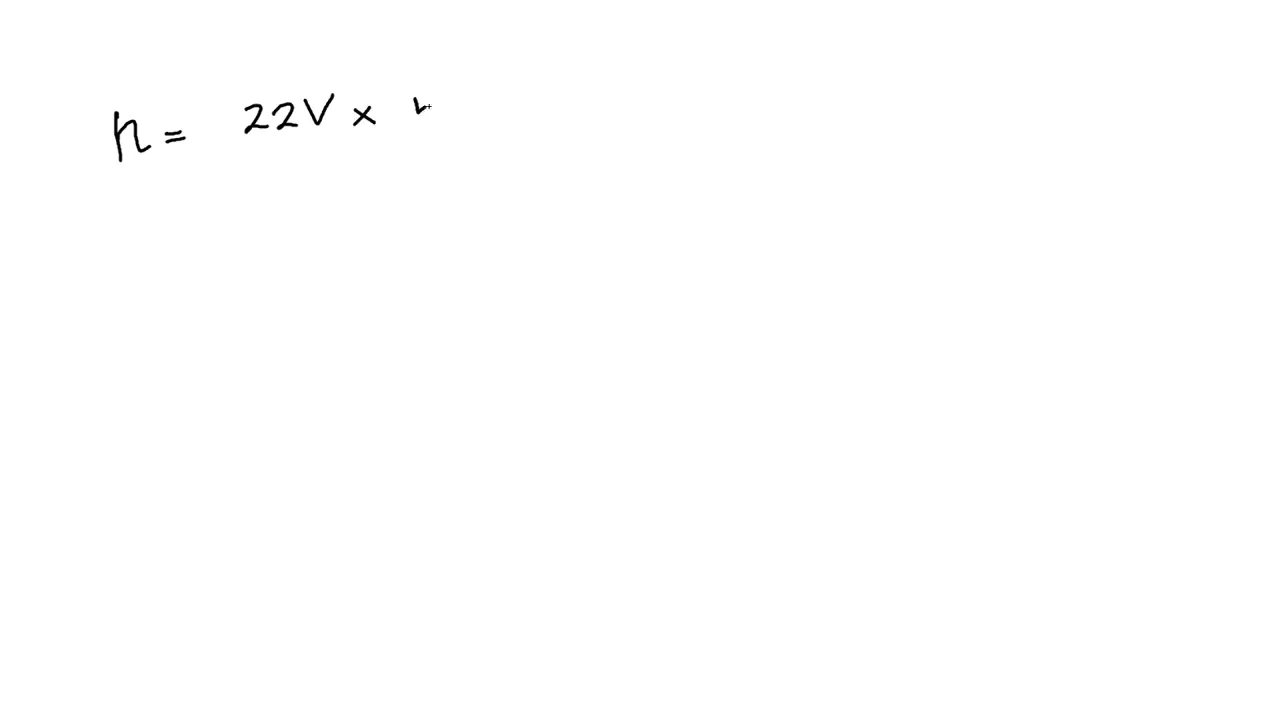 n = 22V ×